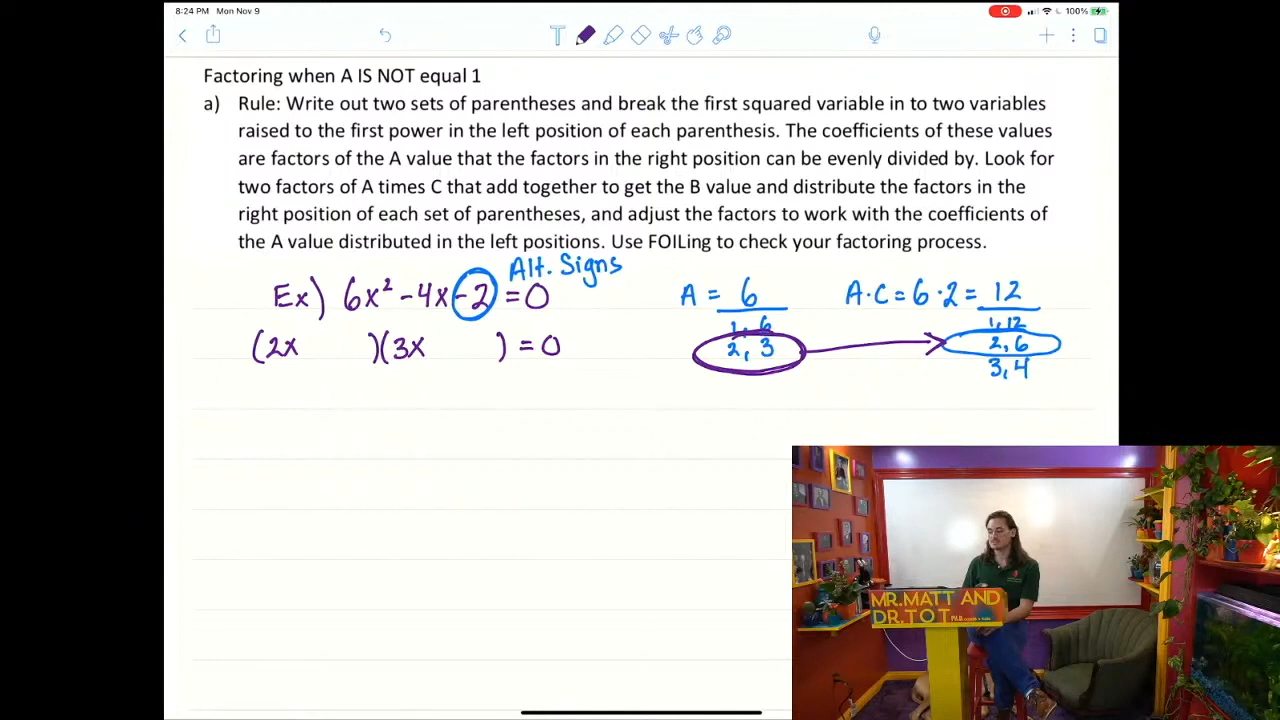 8:24 PM Mon Nov 9
100%
T
Factoring when A IS NOT equal 1
a) Rule: Write out two sets of parentheses and break the first squared variable in to two variables
raised to the first power in the left position of each parenthesis. The coefficients of these values
are factors of the A value that the factors in the right position can be evenly divided by. Look for
two factors of A times C that add together to get the B value and distribute the factors in the
right position of each set of parentheses, and adjust the factors to work with the coefficients of
the A value distributed in the left positions. Use FOILing to check your factoring process.
Alt. Signs
Ex) 6x² - 4x - 2 = 0
A = 6
A·C = 6·2 = 12
1, 6
1, 12
(2x )(3x ) = 0
2, 3
2, 6
3, 4
MR.MATT AND
DR.TOT